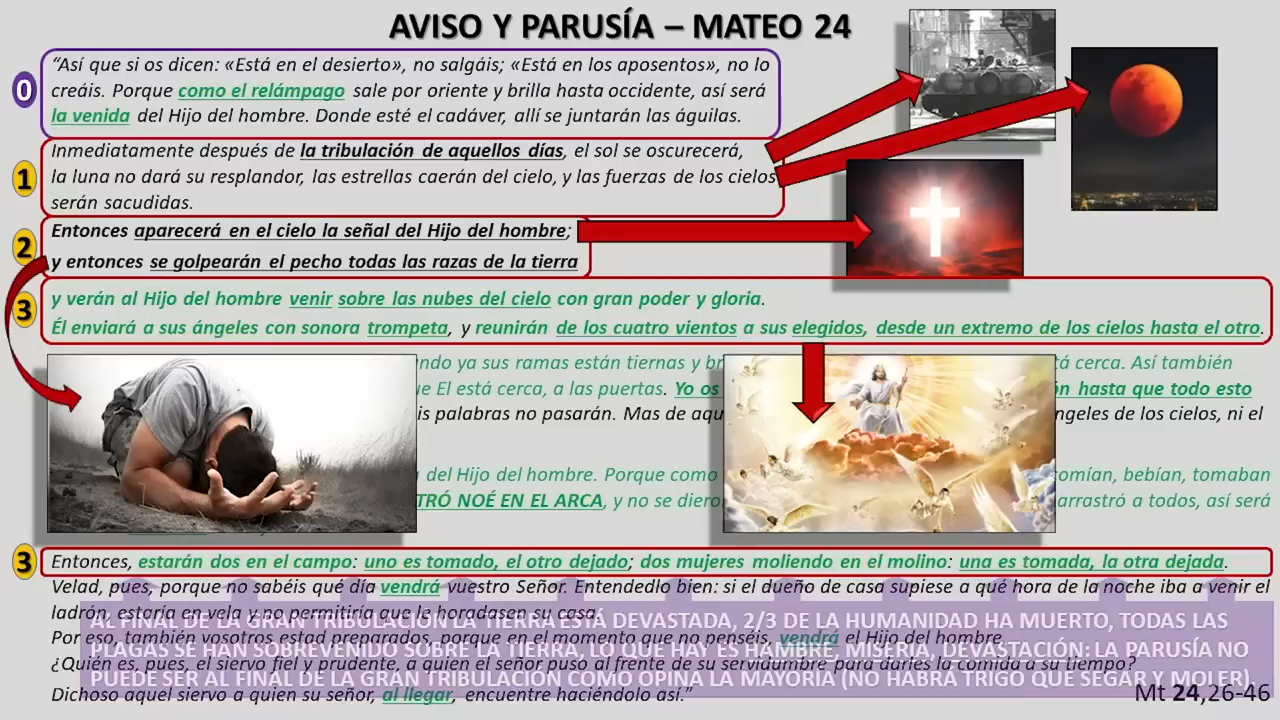 AVISO Y PARUSÍA – MATEO 24
0
“Así que si os dicen: «Está en el desierto», no salgáis; «Está en los aposentos», no lo
creáis. Porque como el relámpago sale por oriente y brilla hasta occidente, así será
la venida del Hijo del hombre. Donde esté el cadáver, allí se juntarán las águilas.
1
Inmediatamente después de la tribulación de aquellos días, el sol se oscurecerá,
la luna no dará su resplandor, las estrellas caerán del cielo, y las fuerzas de los cielos
serán sacudidas.
2
Entonces aparecerá en el cielo la señal del Hijo del hombre;
y entonces se golpearán el pecho todas las razas de la tierra
3
y verán al Hijo del hombre venir sobre las nubes del cielo con gran poder y gloria.
Él enviará a sus ángeles con sonora trompeta, y reunirán de los cuatro vientos a sus elegidos, desde un extremo de los cielos hasta el otro.
ndo ya sus ramas están tiernas y br tá cerca. Así también
ue El está cerca, a las puertas. Yo os ón hasta que todo esto
is palabras no pasarán. Mas de aqu ngeles de los cielos, ni el
del Hijo del hombre. Porque como omían, bebían, tomaban
TRÓ NOÉ EN EL ARCA, y no se diero arrastró a todos, así será
3
Entonces, estarán dos en el campo: uno es tomado, el otro dejado; dos mujeres moliendo en el molino: una es tomada, la otra dejada.
Velad, pues, porque no sabéis qué día vendrá vuestro Señor. Entendedlo bien: si el dueño de casa supiese a qué hora de la noche iba a venir el
ladrón, estaría en vela y no permitiría que le horadasen su casa.
AL FINAL DE LA GRAN TRIBULACIÓN LA TIERRA ESTÁ DEVASTADA, 2/3 DE LA HUMANIDAD HA MUERTO, TODAS LAS
Por eso, también vosotros estad preparados, porque en el momento que no penséis, vendrá el Hijo del hombre.
PLAGAS SE HAN SOBREVENIDO SOBRE LA TIERRA, LO QUE HAY ES HAMBRE, MISERIA, DEVASTACIÓN: LA PARUSÍA NO
¿Quién es, pues, el siervo fiel y prudente, a quien el señor puso al frente de su servidumbre para darles la comida a su tiempo?
PUEDE SER AL FINAL DE LA GRAN TRIBULACIÓN COMO OPINA LA MAYORÍA (NO HABRÁ TRIGO QUE SEGAR Y MOLER).
Dichoso aquel siervo a quien su señor, al llegar, encuentre haciéndolo así.”
Mt 24,26-46